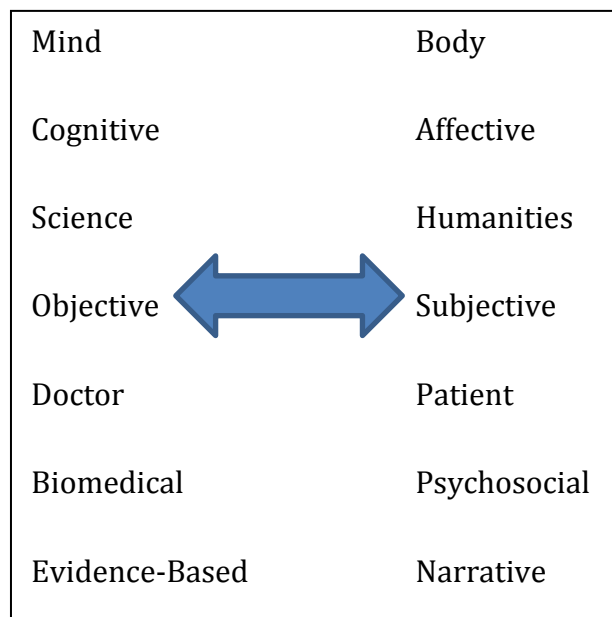 Mind Body
Cognitive Affective
Science Humanities
Objective Subjective
Doctor Patient
Biomedical Psychosocial
Evidence-Based Narrative